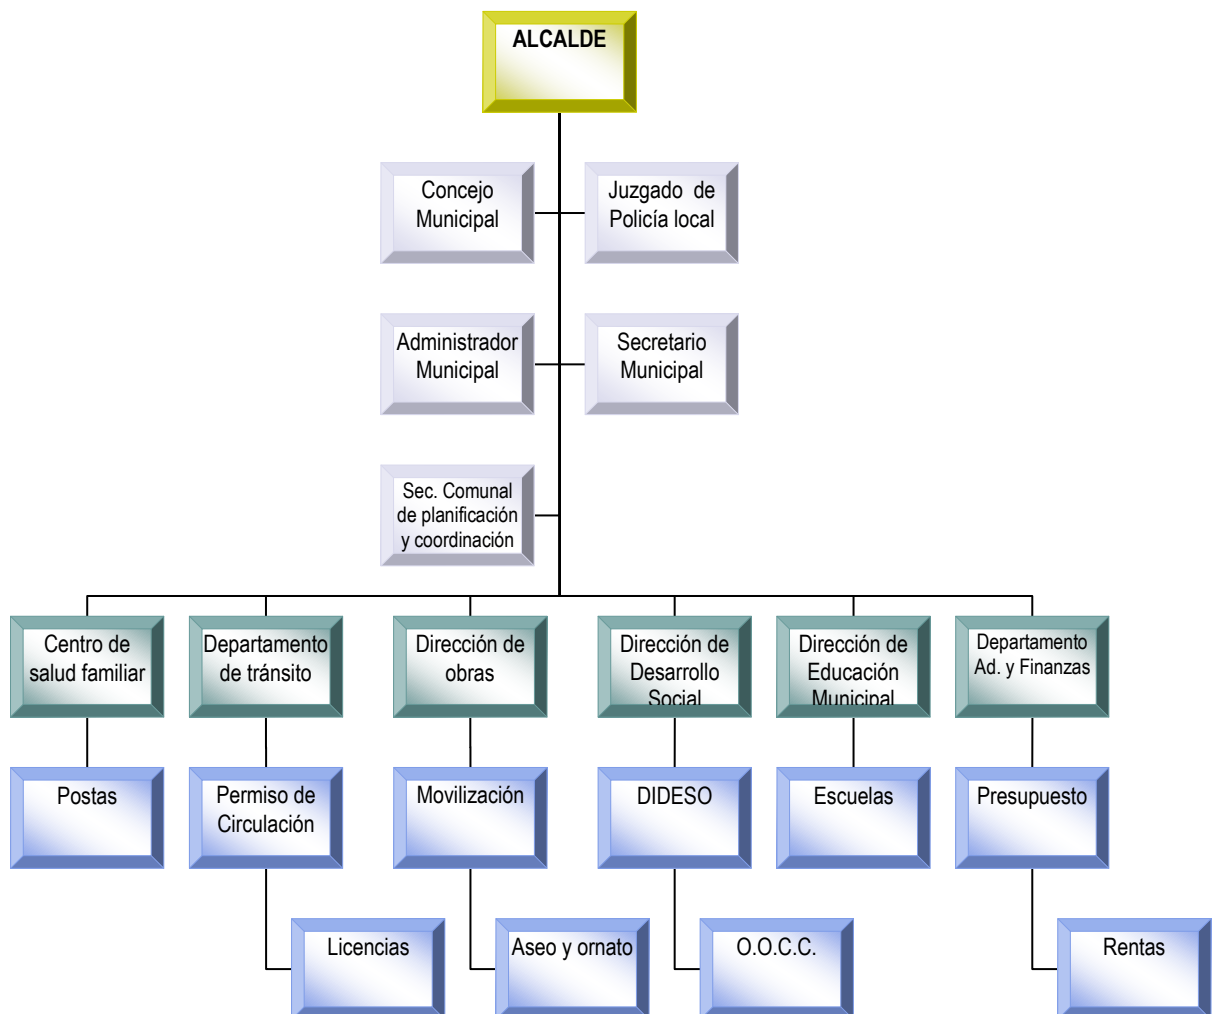 ALCALDE
Concejo
Municipal
Juzgado de
Policía local
Administrador
Municipal
Secretario
Municipal
Sec. Comunal
de planificación
y coordinación
Centro de
salud familiar
Departamento
de tránsito
Dirección de
obras
Dirección de
Desarrollo
Social
Dirección de
Educación
Municipal
Departamento
Ad. y Finanzas
Postas
Permiso de
Circulación
Movilización
DIDESO
Escuelas
Presupuesto
Licencias
Aseo y ornato
O.O.C.C.
Rentas